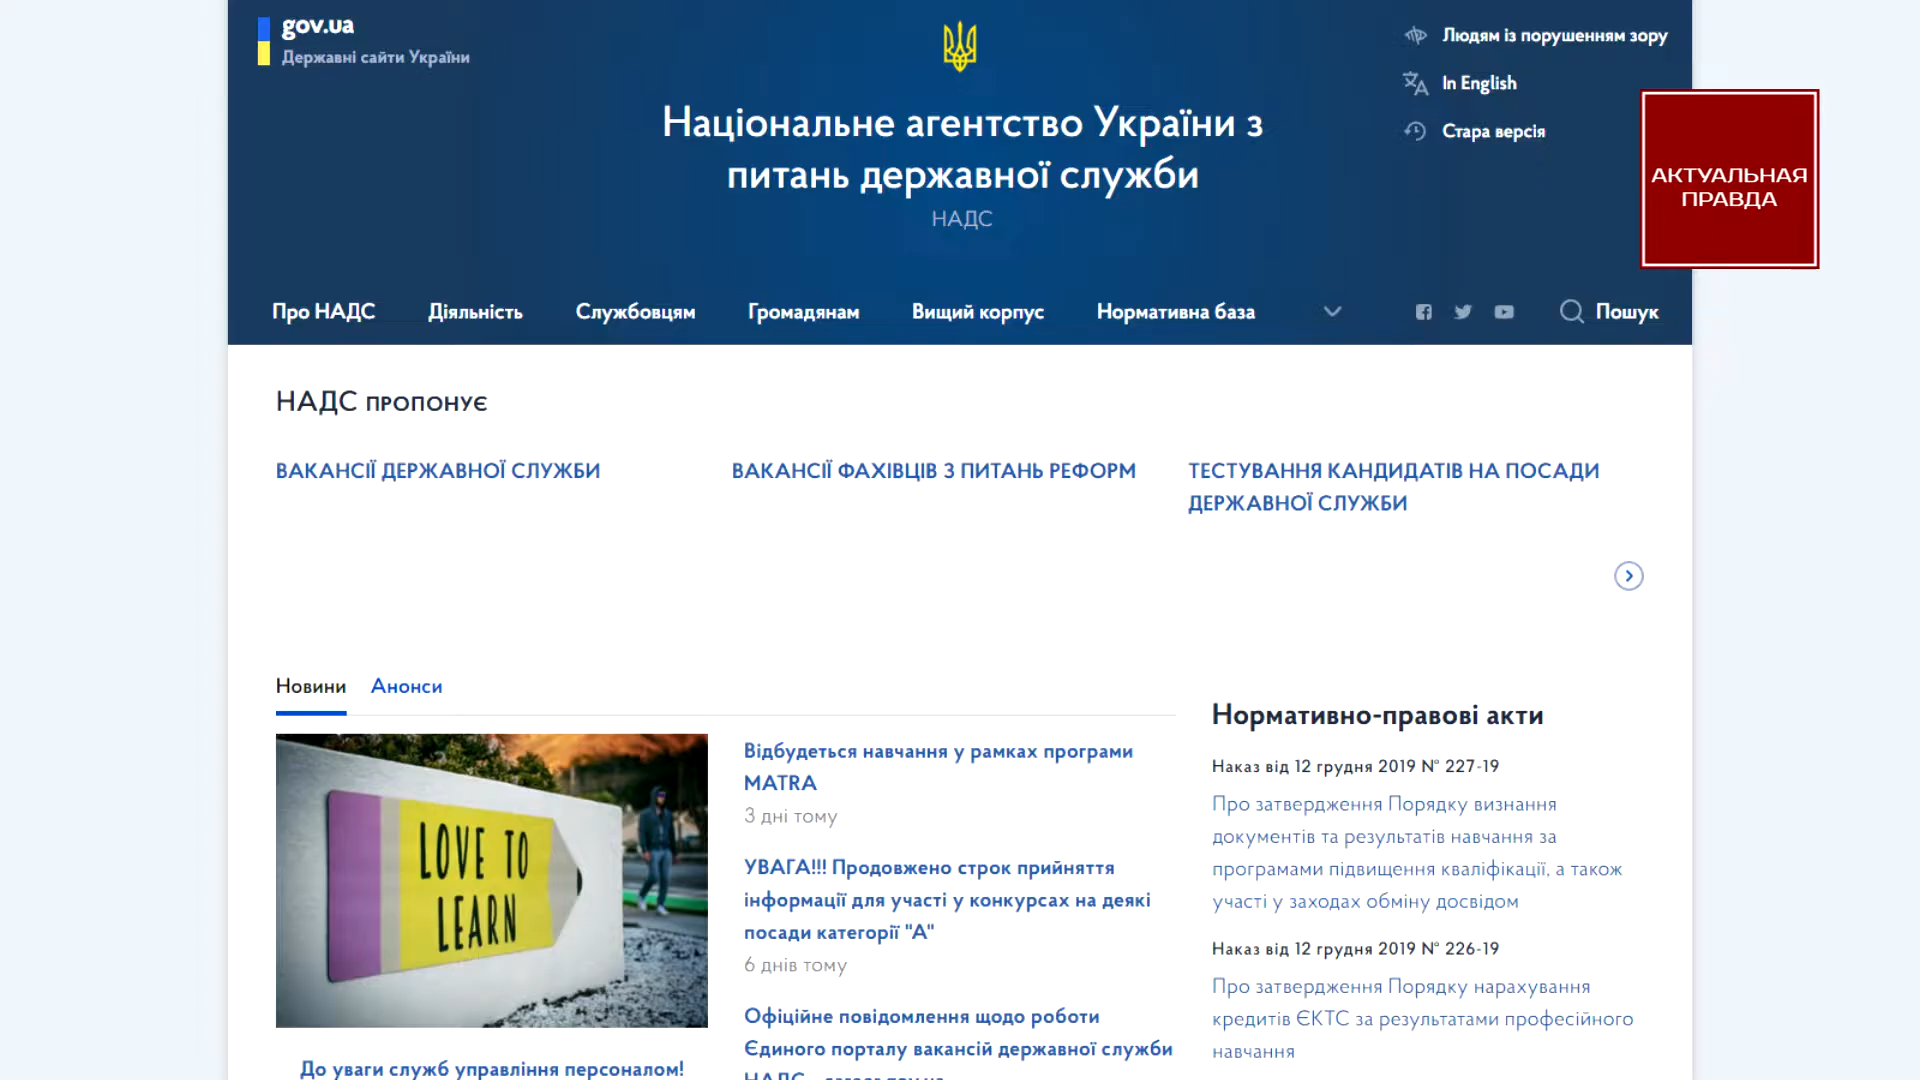 gov.ua
Державні сайти України
Людям із порушенням зору
In English
Стара версія
АКТУАЛЬНАЯ
ПРАВДА
Національне агентство України з
питань державної служби
НАДС
Про НАДС
Діяльність
Службовцям
Громадянам
Вищий корпус
Нормативна база
Пошук
НАДС пропонує
ВАКАНСІЇ ДЕРЖАВНОЇ СЛУЖБИ
ВАКАНСІЇ ФАХІВЦІВ З ПИТАНЬ РЕФОРМ
ТЕСТУВАННЯ КАНДИДАТІВ НА ПОСАДИ
ДЕРЖАВНОЇ СЛУЖБИ
Новини
Анонси
LOVE TO
LEARN
До уваги служб управління персоналом!
Відбудеться навчання у рамках програми
MATRA
3 дні тому
УВАГА!!! Продовжено строк прийняття
інформації для участі у конкурсах на деякі
посади категорії "А"
6 днів тому
Офіційне повідомлення щодо роботи
Єдиного порталу вакансій державної служби
Нормативно-правові акти
Наказ від 12 грудня 2019 № 227-19
Про затвердження Порядку визнання
документів та результатів навчання за
програмами підвищення кваліфікації, а також
участі у заходах обміну досвідом
Наказ від 12 грудня 2019 № 226-19
Про затвердження Порядку нарахування
кредитів ЄКТС за результатами професійного
навчання